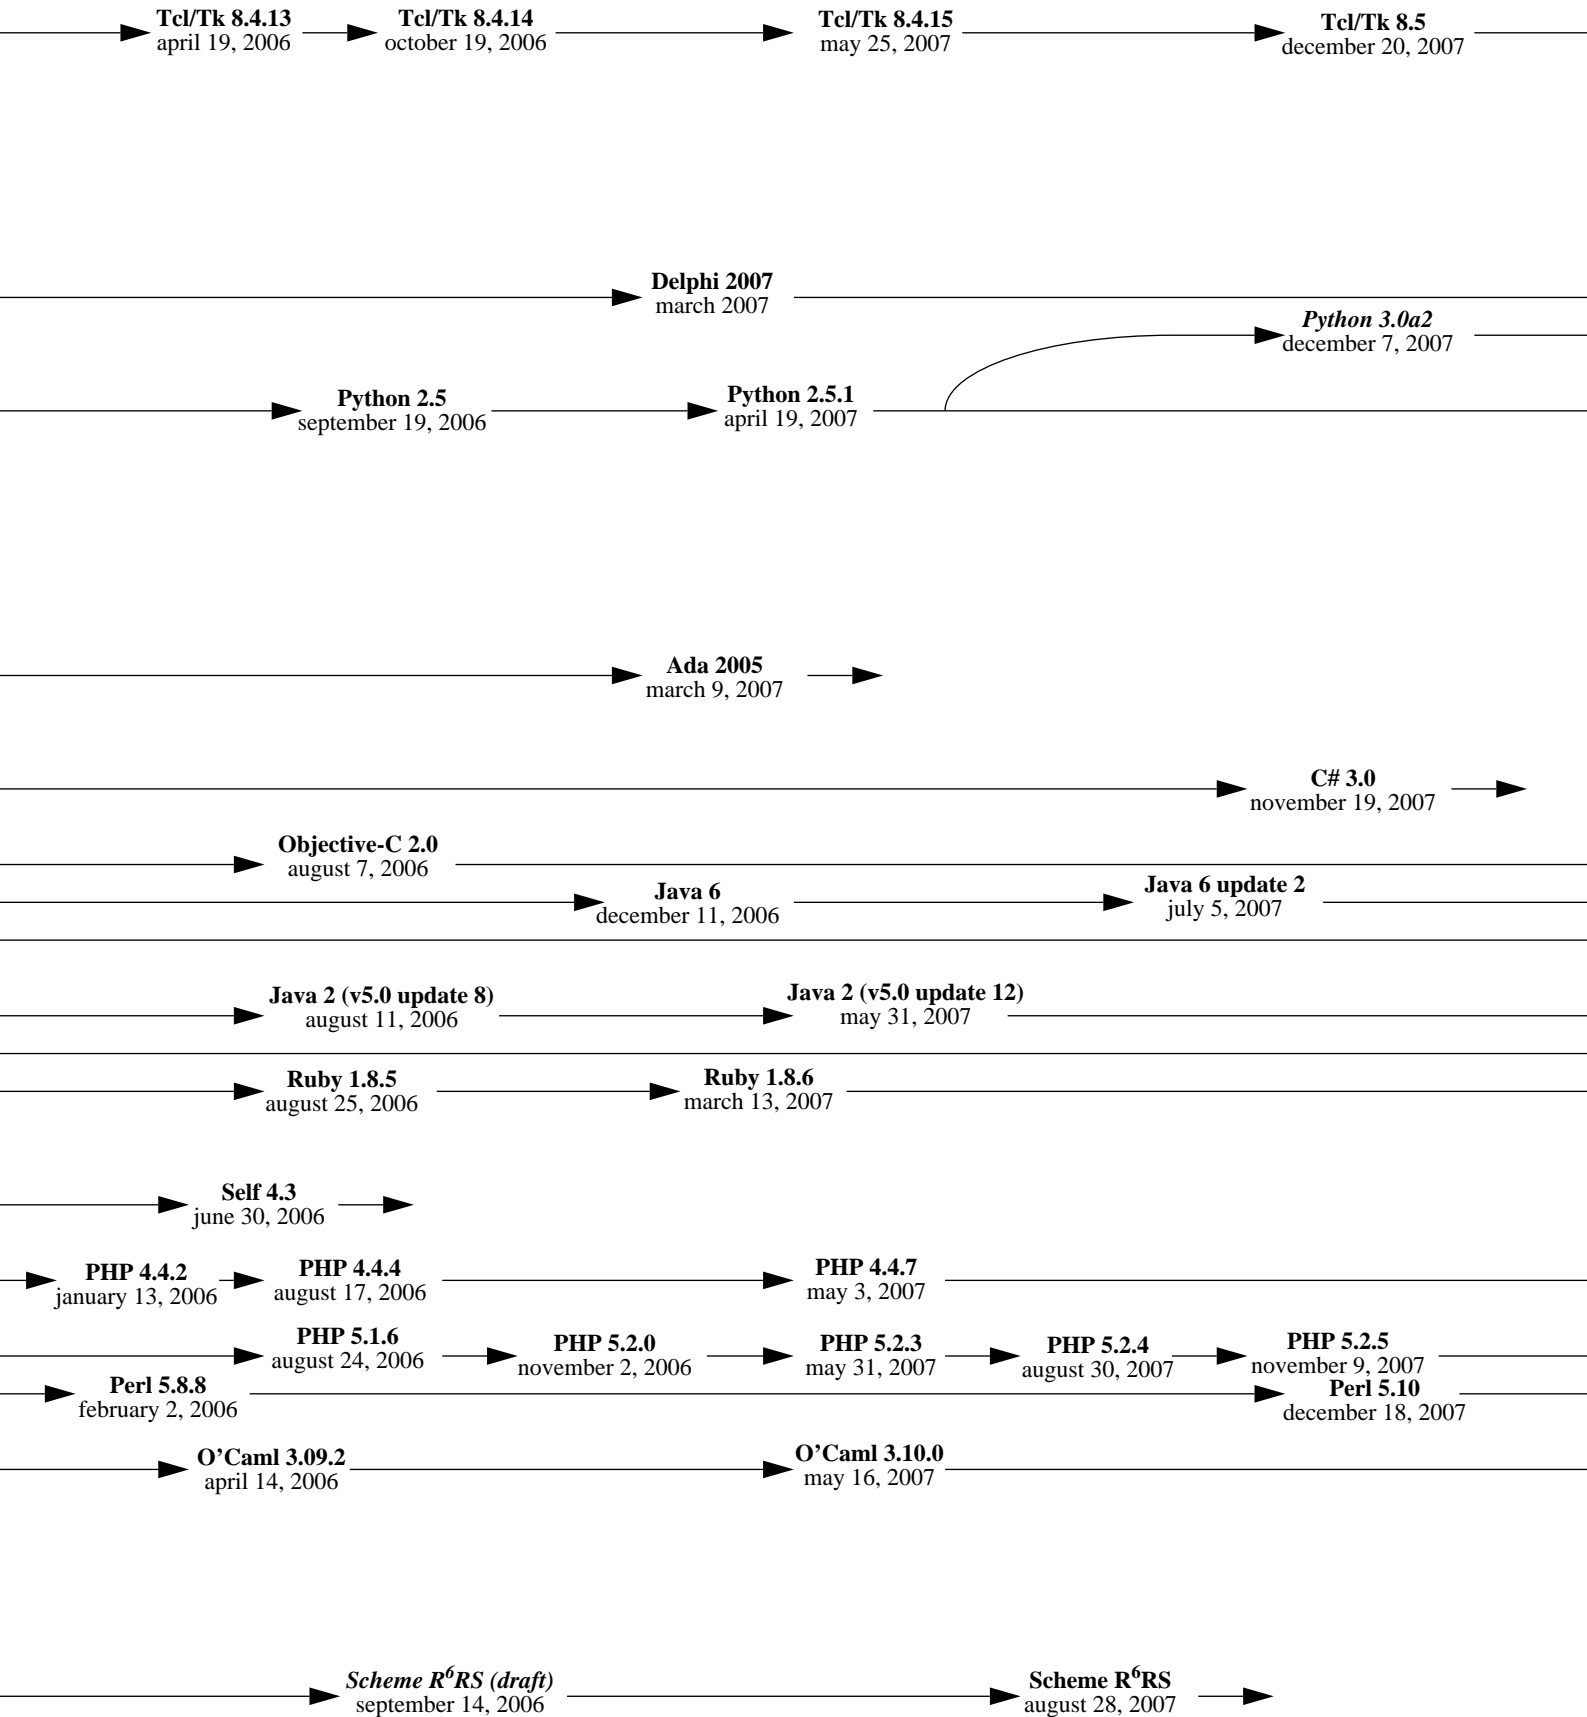 Tcl/Tk 8.4.13
april 19, 2006
Tcl/Tk 8.4.14
october 19, 2006
Tcl/Tk 8.4.15
may 25, 2007
Tcl/Tk 8.5
december 20, 2007
Delphi 2007
march 2007
Python 3.0a2
december 7, 2007
Python 2.5
september 19, 2006
Python 2.5.1
april 19, 2007
Ada 2005
march 9, 2007
C# 3.0
november 19, 2007
Objective-C 2.0
august 7, 2006
Java 6
december 11, 2006
Java 6 update 2
july 5, 2007
Java 2 (v5.0 update 8)
august 11, 2006
Java 2 (v5.0 update 12)
may 31, 2007
Ruby 1.8.5
august 25, 2006
Ruby 1.8.6
march 13, 2007
Self 4.3
june 30, 2006
PHP 4.4.2
january 13, 2006
PHP 4.4.4
august 17, 2006
PHP 4.4.7
may 3, 2007
PHP 5.1.6
august 24, 2006
PHP 5.2.0
november 2, 2006
PHP 5.2.3
may 31, 2007
PHP 5.2.4
august 30, 2007
PHP 5.2.5
november 9, 2007
Perl 5.8.8
february 2, 2006
Perl 5.10
december 18, 2007
O’Caml 3.09.2
april 14, 2006
O’Caml 3.10.0
may 16, 2007
Scheme R⁶RS (draft)
september 14, 2006
Scheme R⁶RS
august 28, 2007